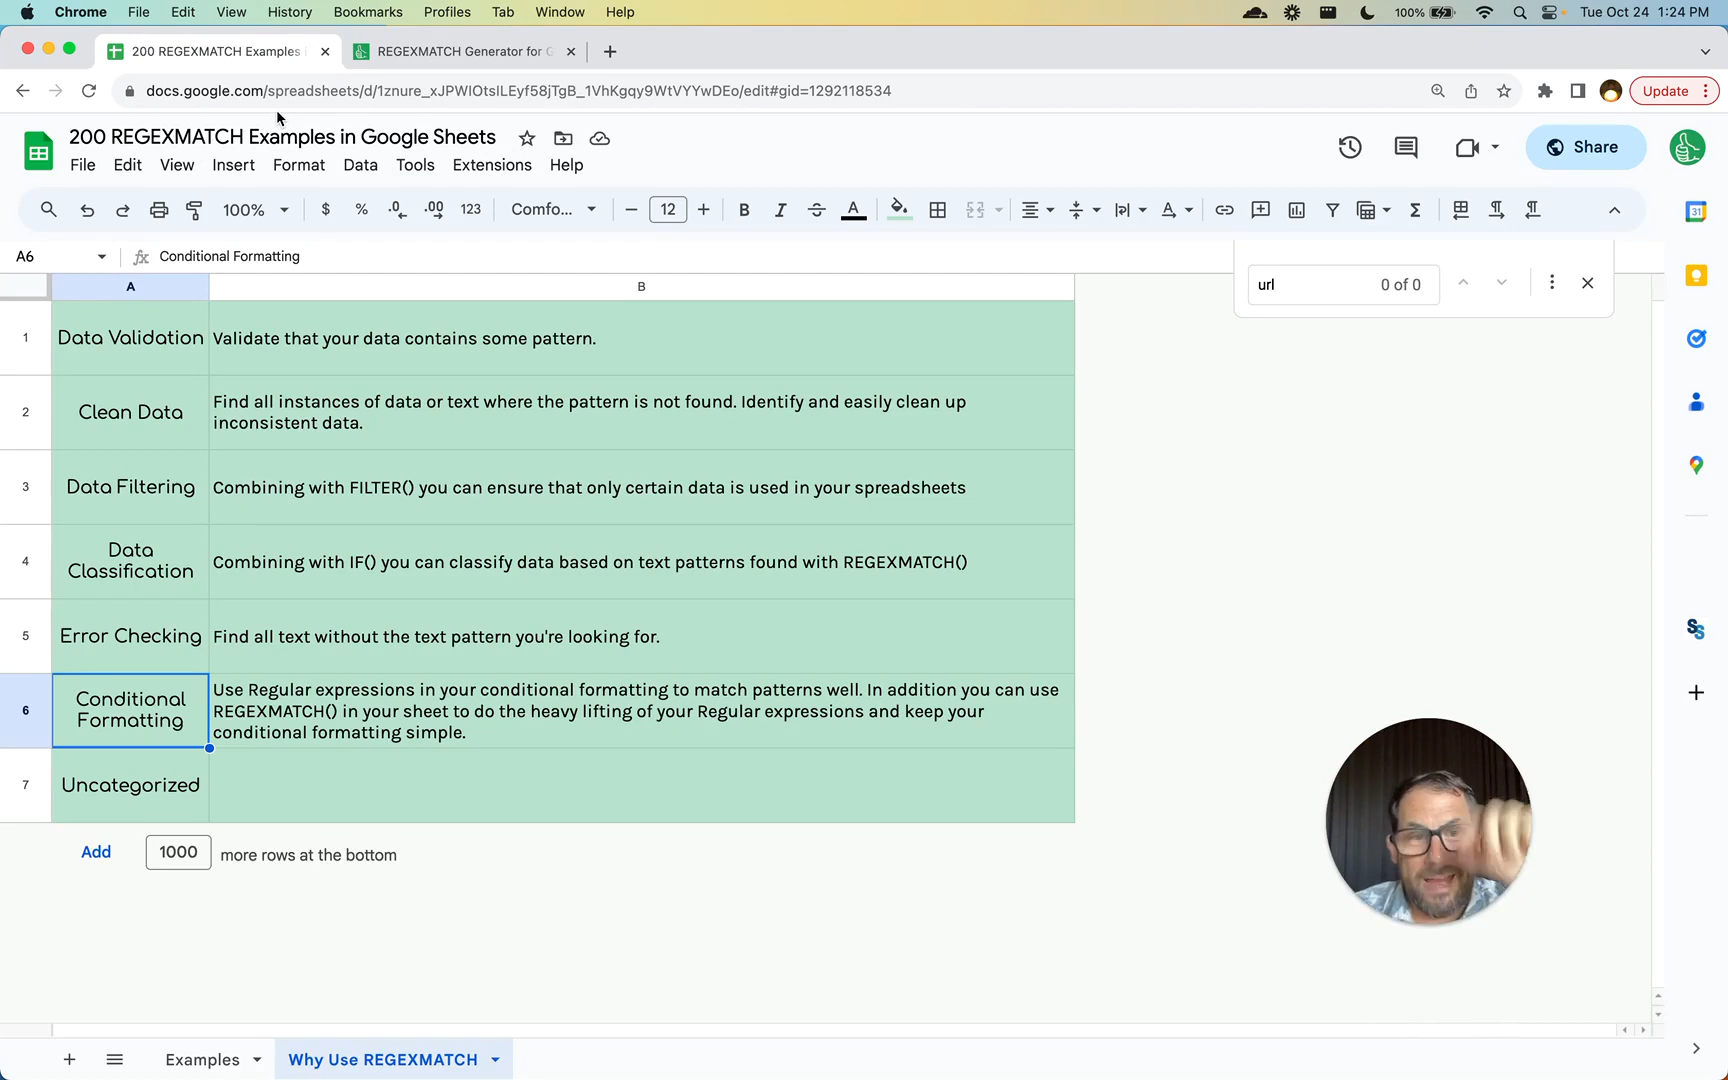 Chrome File Edit View History Bookmarks Profiles Tab Window Help 100% Tue Oct 24 1:24 PM
200 REGEXMATCH Examples REGEXMATCH Generator for G
docs.google.com/spreadsheets/d/1znure_xJPWIOtsILEyf58jTgB_1VhKgqy9WtVYYwDEo/edit#gid=1292118534 Update
200 REGEXMATCH Examples in Google Sheets
File Edit View Insert Format Data Tools Extensions Help
Share
100% $ % .0 .00 123 Comfo... 12 B I A
A6 fx Conditional Formatting
url 0 of 0
A B
1 Data Validation Validate that your data contains some pattern.
2 Clean Data Find all instances of data or text where the pattern is not found. Identify and easily clean up
inconsistent data.
3 Data Filtering Combining with FILTER() you can ensure that only certain data is used in your spreadsheets
4 Data
Classification Combining with IF() you can classify data based on text patterns found with REGEXMATCH()
5 Error Checking Find all text without the text pattern you're looking for.
6 Conditional
Formatting Use Regular expressions in your conditional formatting to match patterns well. In addition you can use
REGEXMATCH() in your sheet to do the heavy lifting of your Regular expressions and keep your
conditional formatting simple.
7 Uncategorized
Add 1000 more rows at the bottom
Examples Why Use REGEXMATCH